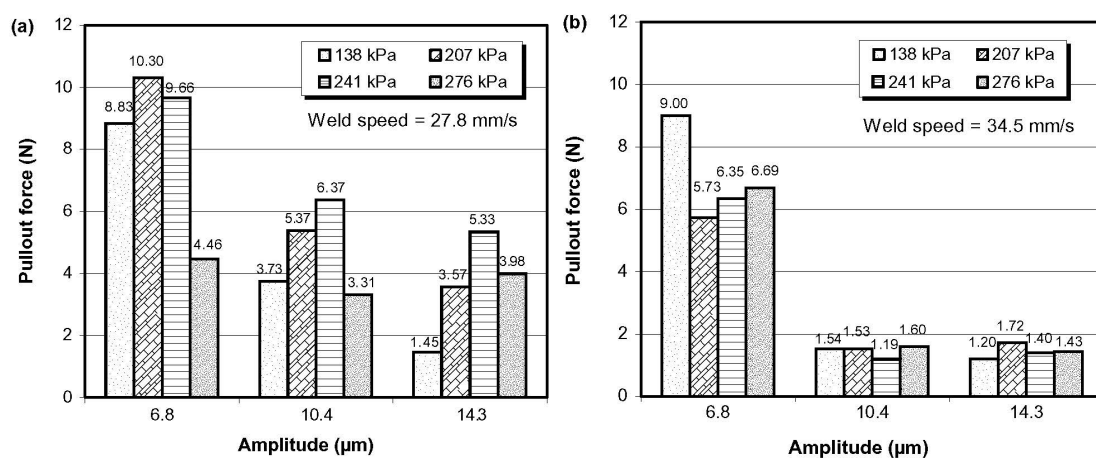 (a)
12
10
8
6
4
2
0
Pullout force (N)
138 kPa 207 kPa
241 kPa 276 kPa
Weld speed = 27.8 mm/s
8.83
10.30
9.66
4.46
3.73
5.37
6.37
3.31
1.45
3.57
5.33
3.98
6.8 10.4 14.3
Amplitude (µm)
(b)
12
10
8
6
4
2
0
Pullout force (N)
138 kPa 207 kPa
241 kPa 276 kPa
Weld speed = 34.5 mm/s
9.00
5.73
6.35
6.69
1.54
1.53
1.19
1.60
1.20
1.72
1.40
1.43
6.8 10.4 14.3
Amplitude (µm)